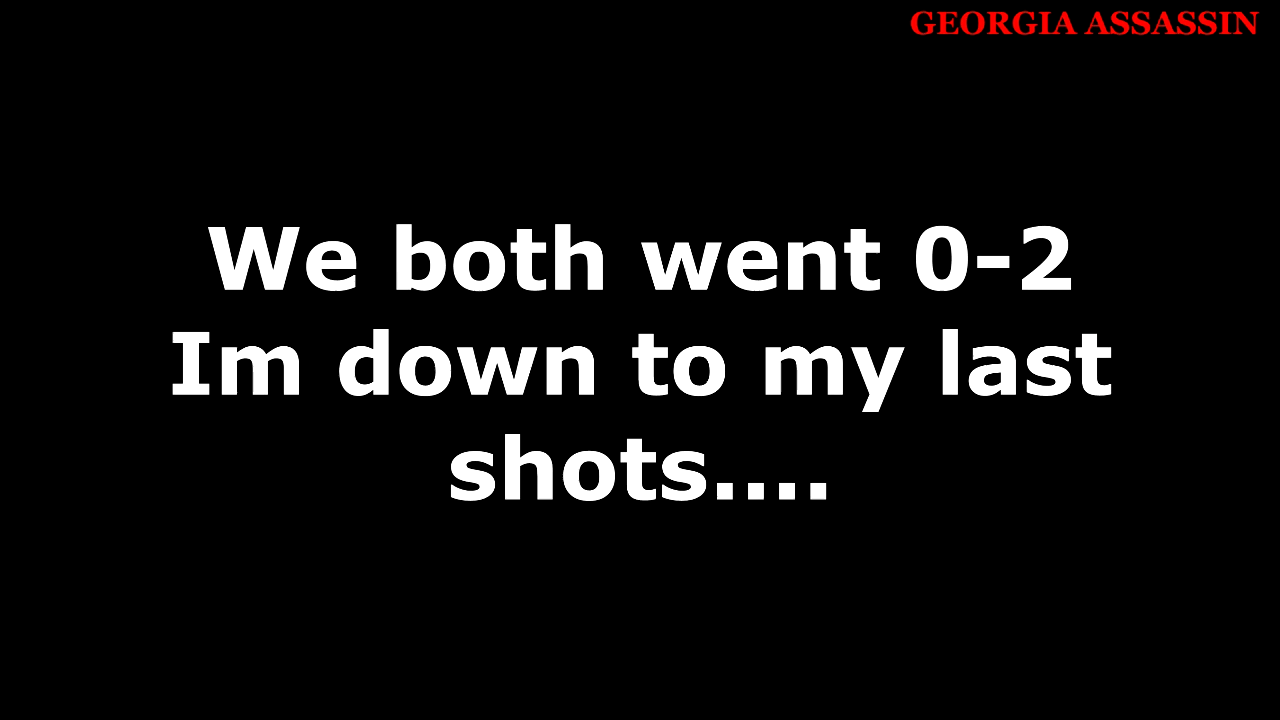 GEORGIA ASSASSIN
We both went 0-2
Im down to my last
shots....